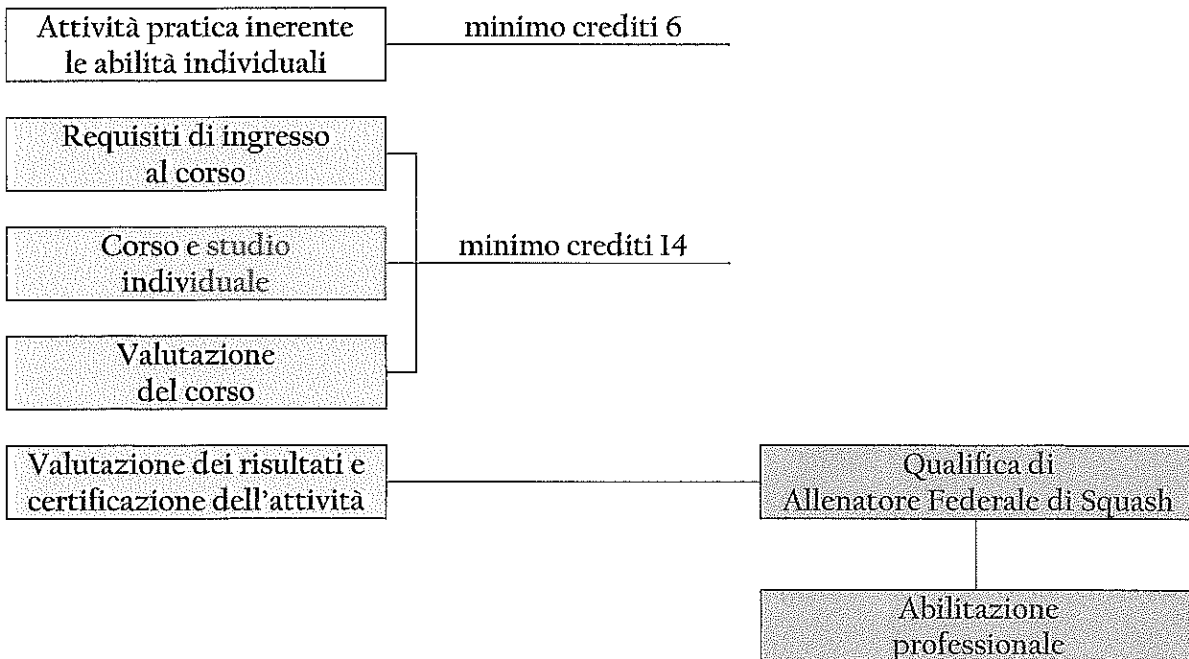 Attività pratica inerente
le abilità individuali
minimo crediti 6
Requisiti di ingresso
al corso
Corso e studio
individuale
minimo crediti 14
Valutazione
del corso
Valutazione dei risultati e
certificazione dell'attività
Qualifica di
Allenatore Federale di Squash
Abilitazione
professionale